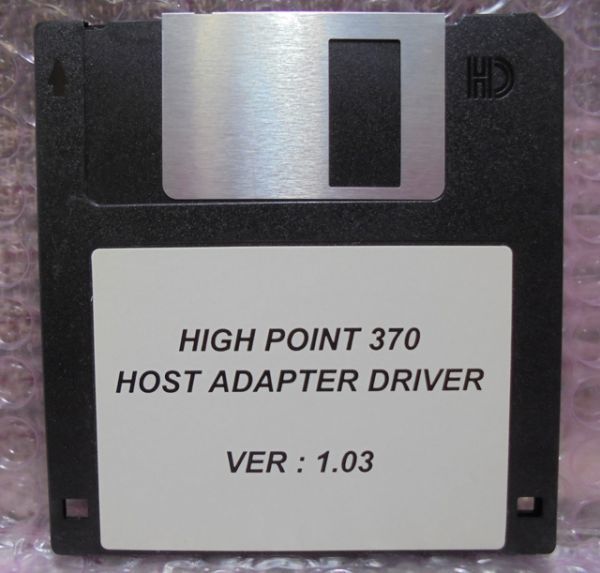 HD
HIGH POINT 370
HOST ADAPTER DRIVER
VER : 1.03